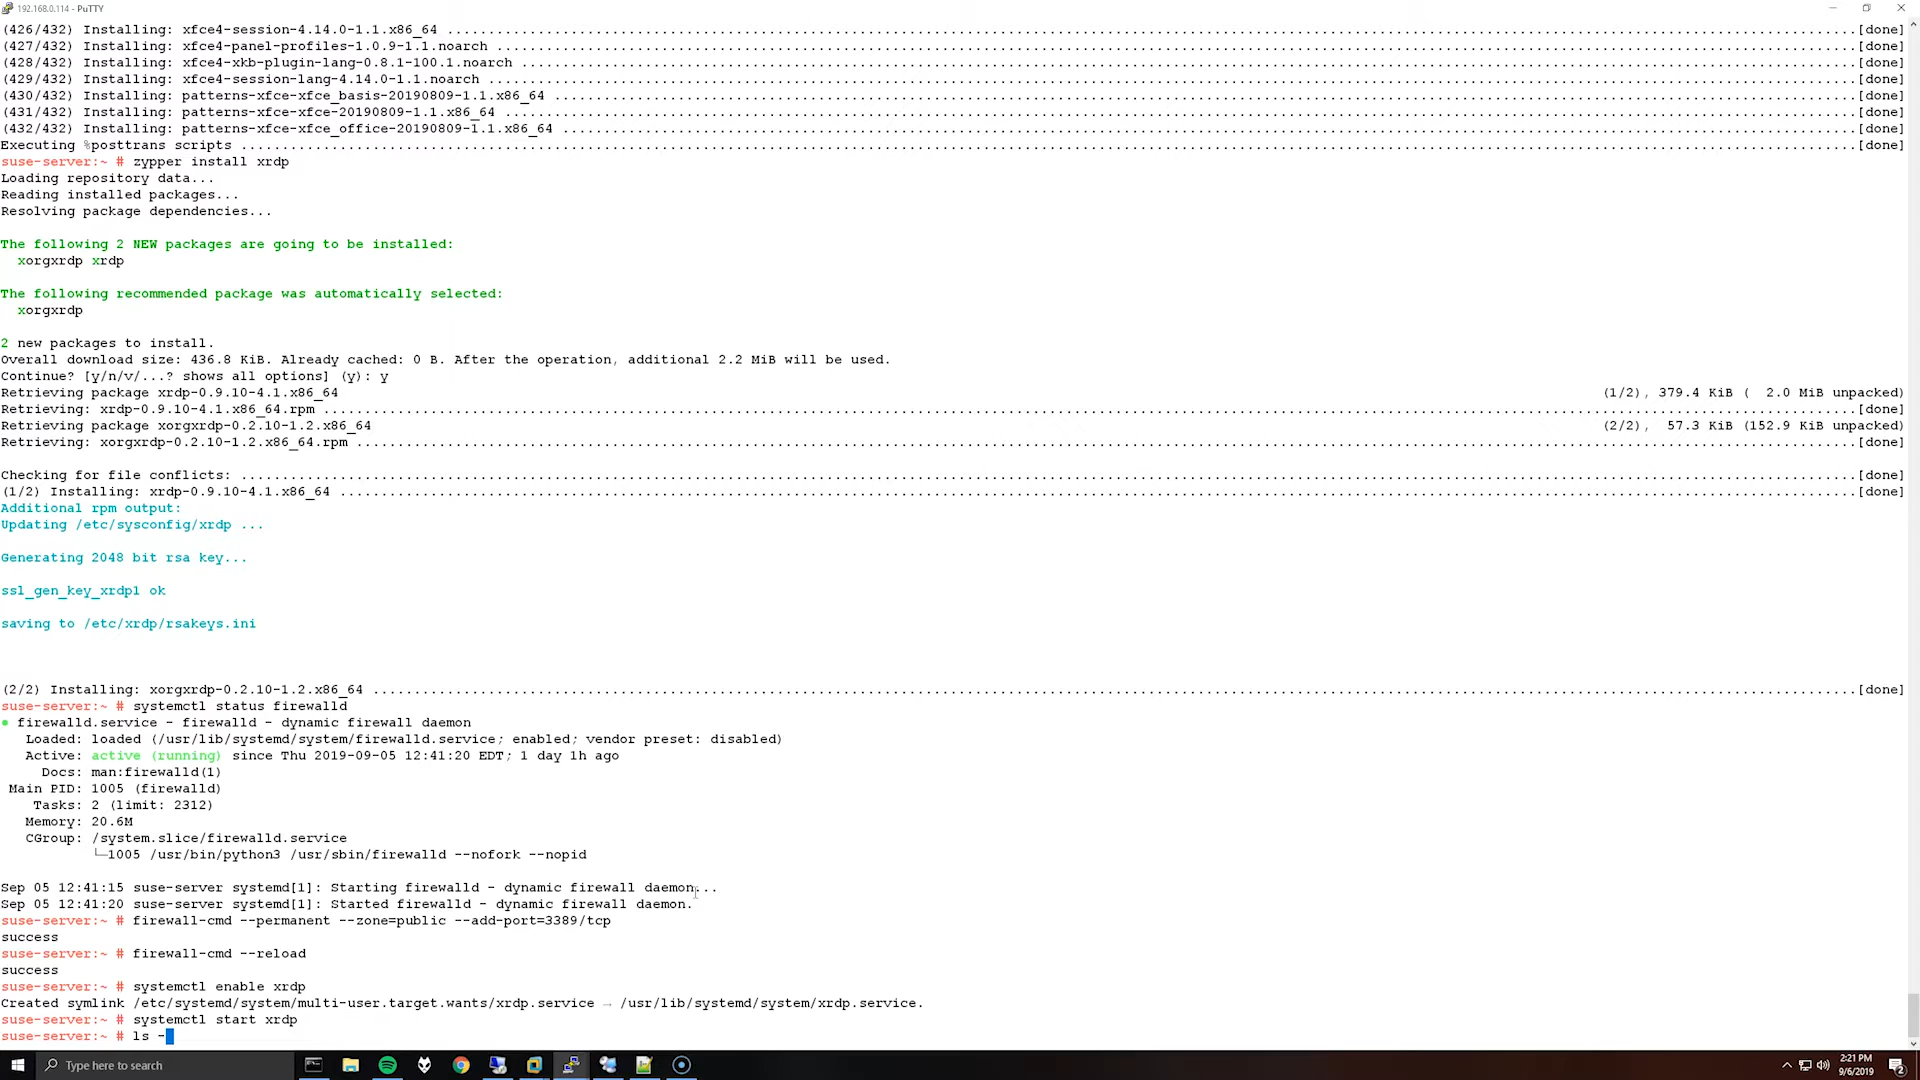 192.168.0.114 - PuTTY
(426/432) Installing: xfce4-session-4.14.0-1.1.x86_64 ...[done]
(427/432) Installing: xfce4-panel-profiles-1.0.9-1.1.noarch ...[done]
(428/432) Installing: xfce4-xkb-plugin-lang-0.8.1-100.1.noarch ...[done]
(429/432) Installing: xfce4-session-lang-4.14.0-1.1.noarch ...[done]
(430/432) Installing: patterns-xfce-xfce_basis-20190809-1.1.x86_64 ...[done]
(431/432) Installing: patterns-xfce-xfce-20190809-1.1.x86_64 ...[done]
(432/432) Installing: patterns-xfce-xfce_office-20190809-1.1.x86_64 ...[done]
Executing %posttrans scripts ...[done]
suse-server:~ # zypper install xrdp
Loading repository data...
Reading installed packages...
Resolving package dependencies...
The following 2 NEW packages are going to be installed:
xorgxrdp xrdp
The following recommended package was automatically selected:
xorgxrdp
2 new packages to install.
Overall download size: 436.8 KiB. Already cached: 0 B. After the operation, additional 2.2 MiB will be used.
Continue? [y/n/v/...? shows all options] (y): y
Retrieving package xrdp-0.9.10-4.1.x86_64 (1/2), 379.4 KiB ( 2.0 MiB unpacked)
Retrieving: xrdp-0.9.10-4.1.x86_64.rpm ...[done]
Retrieving package xorgxrdp-0.2.10-1.2.x86_64 (2/2), 57.3 KiB (152.9 KiB unpacked)
Retrieving: xorgxrdp-0.2.10-1.2.x86_64.rpm ...[done]
Checking for file conflicts: ...[done]
(1/2) Installing: xrdp-0.9.10-4.1.x86_64 ...[done]
Additional rpm output:
Updating /etc/sysconfig/xrdp ...
Generating 2048 bit rsa key...
ssl_gen_key_xrdp1 ok
saving to /etc/xrdp/rsakeys.ini
(2/2) Installing: xorgxrdp-0.2.10-1.2.x86_64 ...[done]
suse-server:~ # systemctl status firewalld
● firewalld.service - firewalld - dynamic firewall daemon
Loaded: loaded (/usr/lib/systemd/system/firewalld.service; enabled; vendor preset: disabled)
Active: active (running) since Thu 2019-09-05 12:41:20 EDT; 1 day 1h ago
Docs: man:firewalld(1)
Main PID: 1005 (firewalld)
Tasks: 2 (limit: 2312)
Memory: 20.6M
CGroup: /system.slice/firewalld.service
└─1005 /usr/bin/python3 /usr/sbin/firewalld --nofork --nopid
Sep 05 12:41:15 suse-server systemd[1]: Starting firewalld - dynamic firewall daemon...
Sep 05 12:41:20 suse-server systemd[1]: Started firewalld - dynamic firewall daemon.
suse-server:~ # firewall-cmd --permanent --zone=public --add-port=3389/tcp
success
suse-server:~ # firewall-cmd --reload
success
suse-server:~ # systemctl enable xrdp
Created symlink /etc/systemd/system/multi-user.target.wants/xrdp.service → /usr/lib/systemd/system/xrdp.service.
suse-server:~ # systemctl start xrdp
suse-server:~ # ls -
Type here to search
2:21 PM
9/6/2019
2